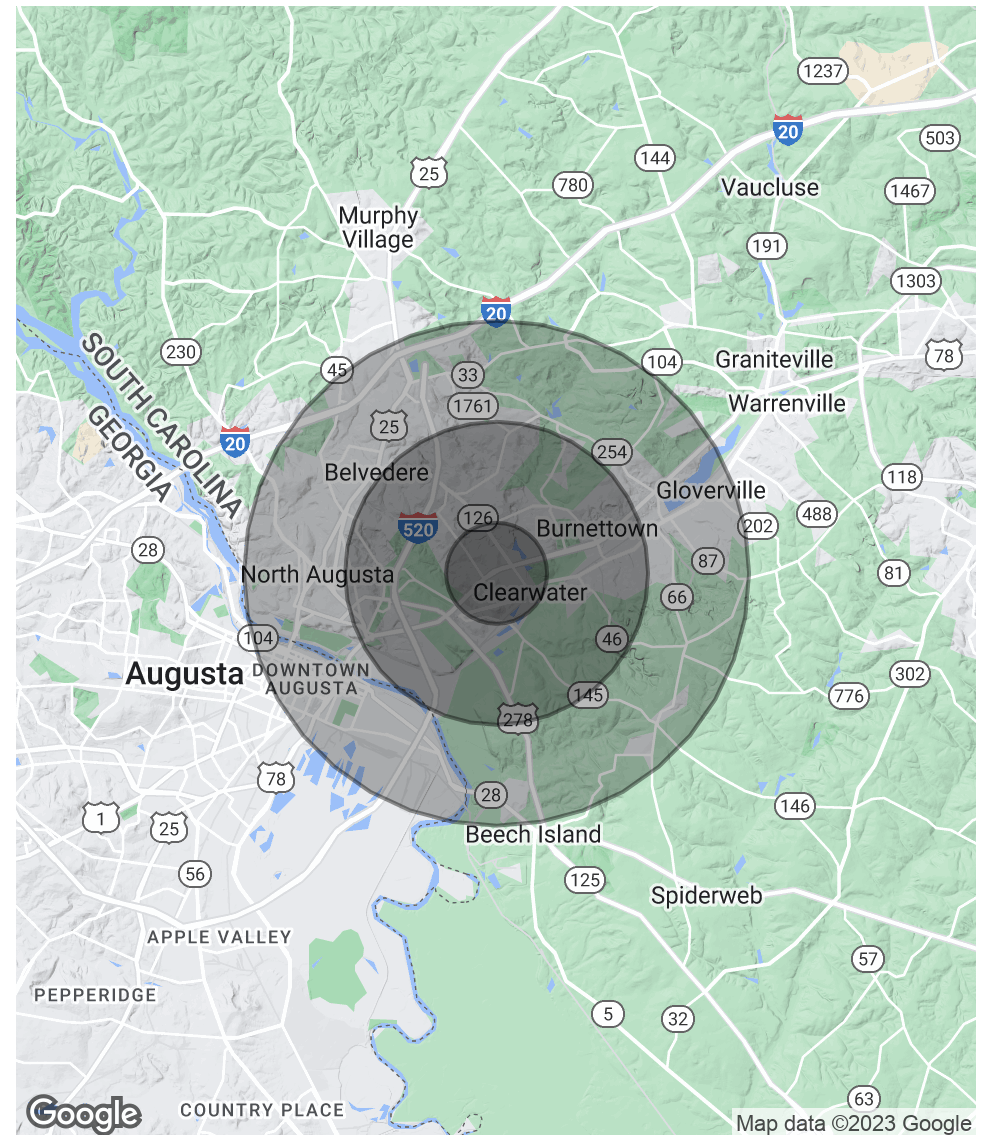 1237
20
503
144
25
780
Vaucluse
1467
Murphy
Village
191
1303
20
SOUTH CAROLINA
GEORGIA
230
45
33
104
Graniteville
78
1761
Warrenville
25
20
254
Belvedere
118
Gloverville
126
520
Burnettown
202
488
28
87
North Augusta
81
Clearwater
66
104
46
Augusta
DOWNTOWN
AUGUSTA
302
145
776
278
78
28
146
1
25
Beech Island
56
125
Spiderweb
APPLE VALLEY
57
PEPPERIDGE
5
32
63
Google
COUNTRY PLACE
Map data ©2023 Google